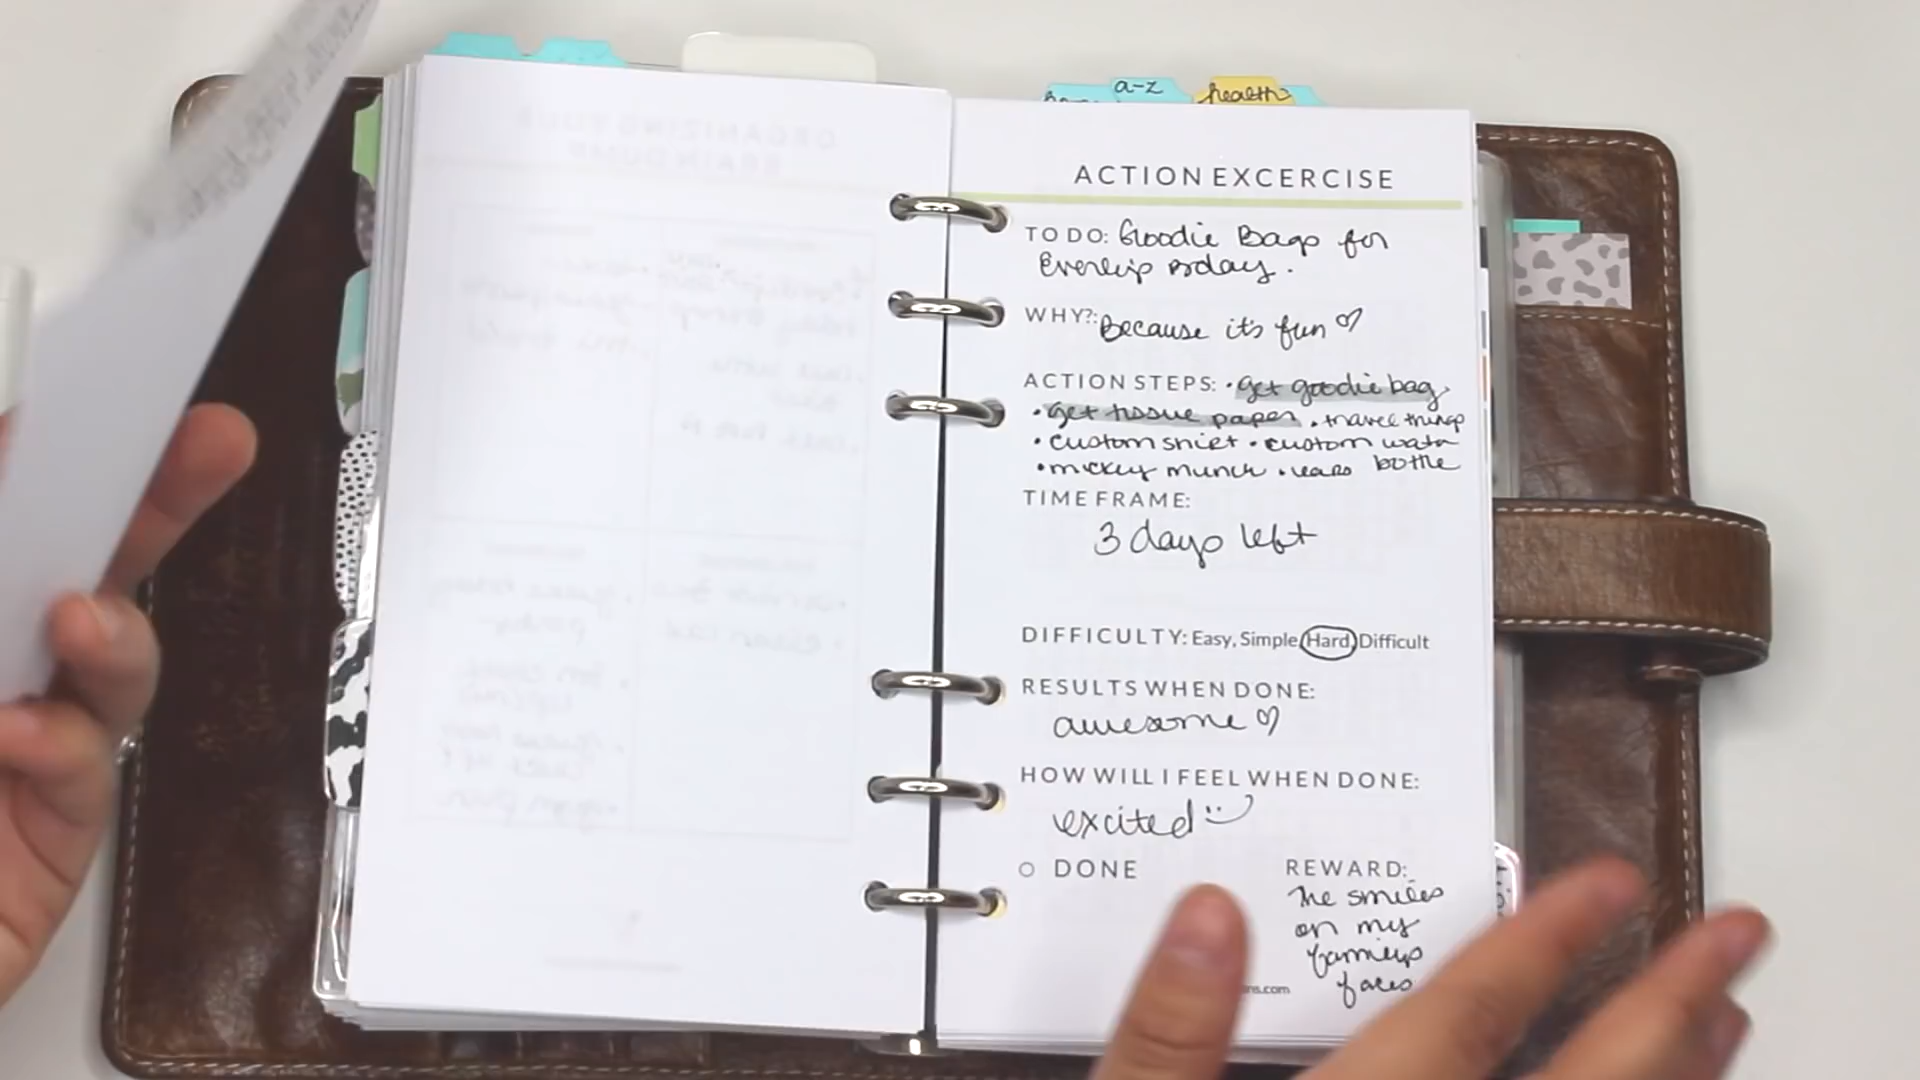 a-z
health
ACTION EXCERCISE
TO DO: Goodie Bags for
Bday.
WHY?: Because it's fun
ACTION STEPS: • get goodie bag
• get tissue paper • travel things
• custom shirt • custom water
• mickey munch • ears bottle
TIME FRAME:
3 days left
DIFFICULTY: Easy, Simple, Hard, Difficult
RESULTS WHEN DONE:
awesome
HOW WILL I FEEL WHEN DONE:
excited
DONE
REWARD:
The smiles
on my
family's
faces
ns.com